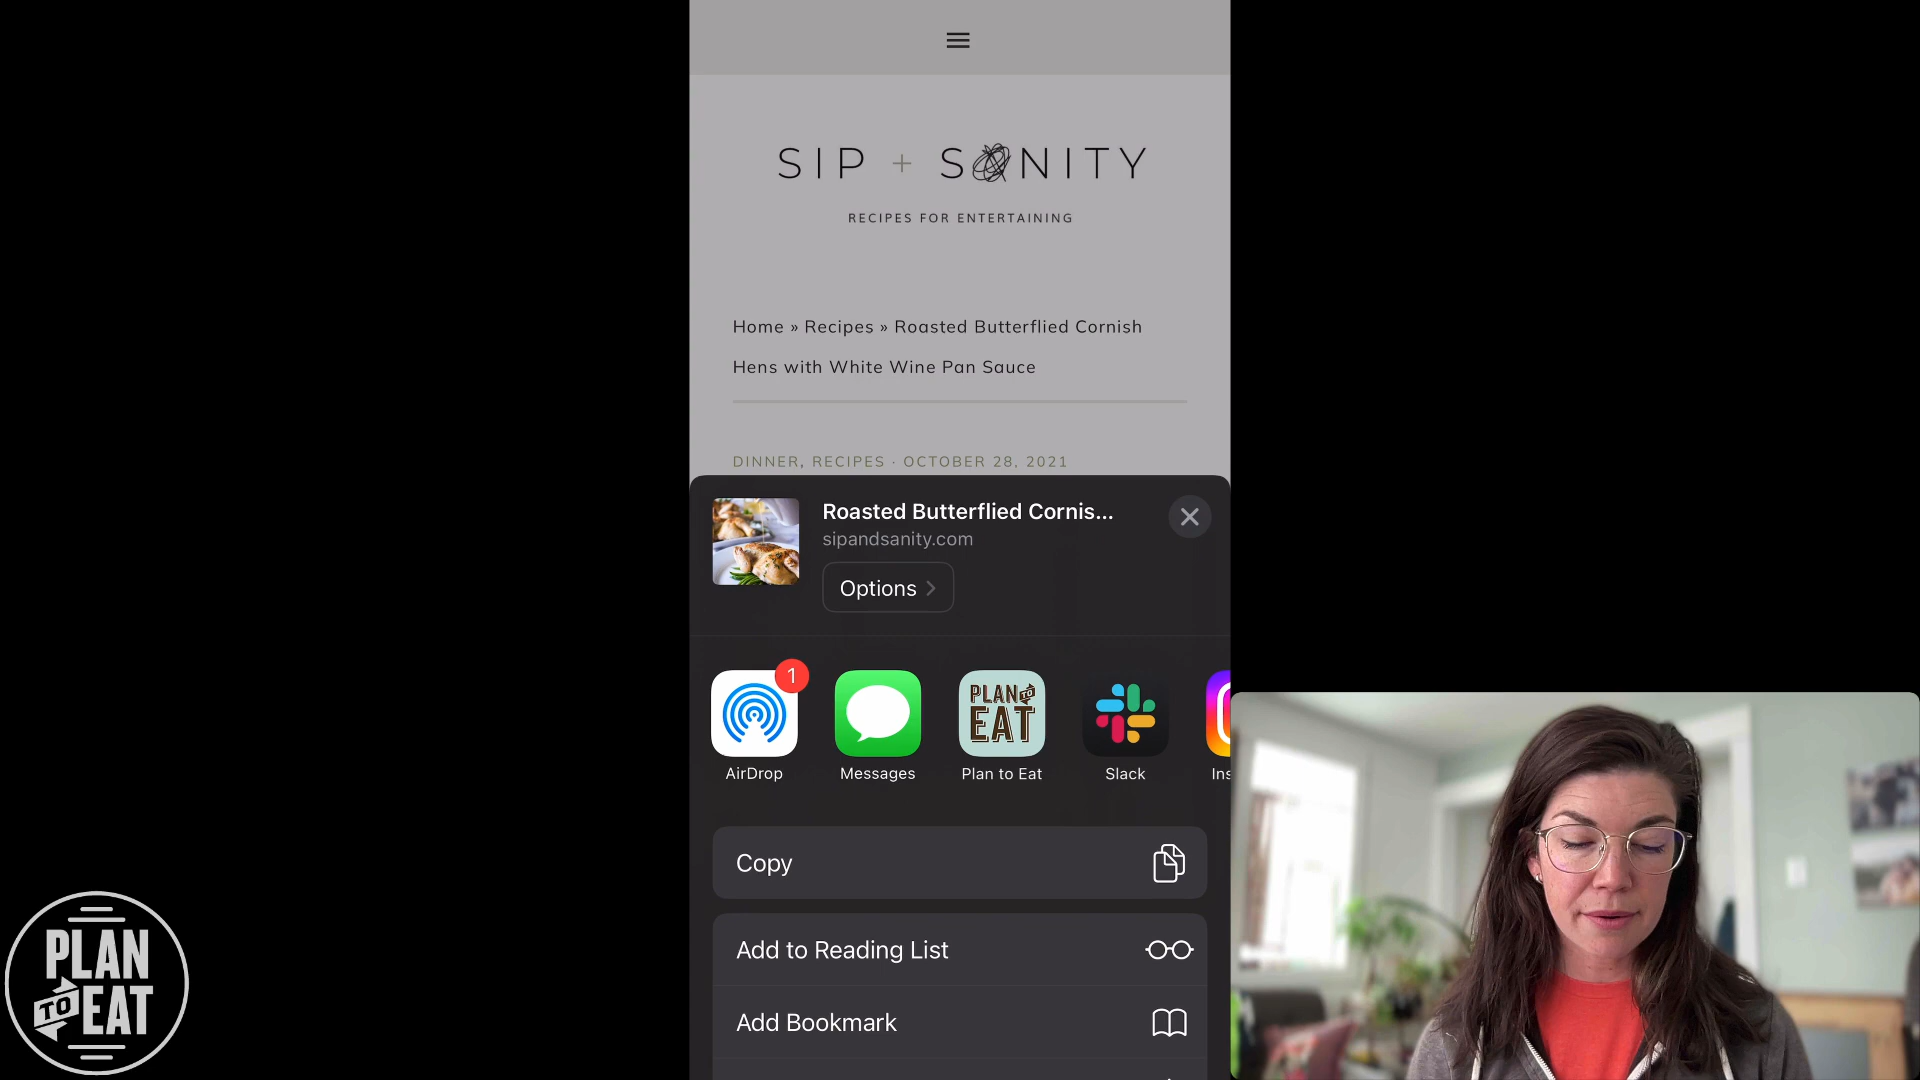 SIP + SANITY
RECIPES FOR ENTERTAINING
Home » Recipes » Roasted Butterflied Cornish
Hens with White Wine Pan Sauce
DINNER, RECIPES · OCTOBER 28, 2021
Roasted Butterflied Cornis...
sipandsanity.com
Options
1
PLAN TO
EAT
AirDrop
Messages
Plan to Eat
Slack
Ins
Copy
Add to Reading List
Add Bookmark
PLAN
TO EAT